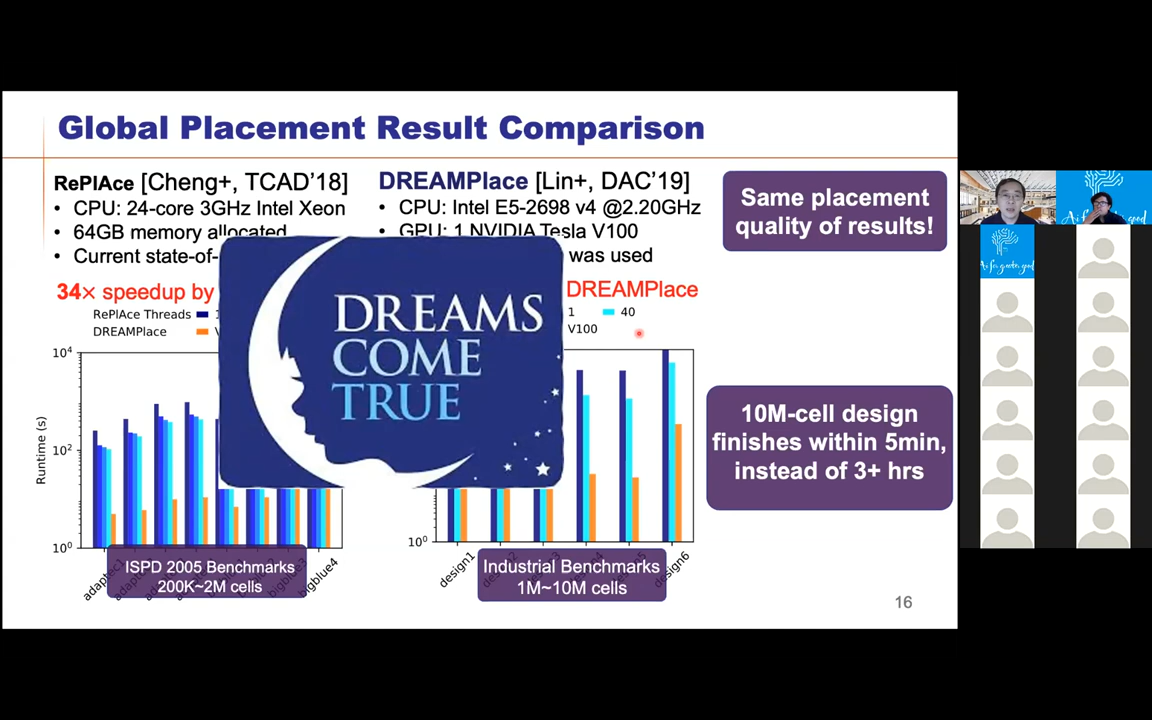 Global Placement Result Comparison
RePlAce [Cheng+, TCAD'18]
• CPU: 24-core 3GHz Intel Xeon
• 64GB memory allocated
• Current state-of-
34× speedup by
RePlAce Threads
DREAMPlace
10⁴
10²
10⁰
Runtime (s)
bigblue4
ISPD 2005 Benchmarks
200K~2M cells
DREAMPlace [Lin+, DAC'19]
• CPU: Intel E5-2698 v4 @2.20GHz
• GPU: 1 NVIDIA Tesla V100
was used
DREAMPlace
1
40
V100
10⁰
design1
design6
Industrial Benchmarks
1M~10M cells
DREAMS
COME
TRUE
Same placement
quality of results!
10M-cell design
finishes within 5min,
instead of 3+ hrs
16